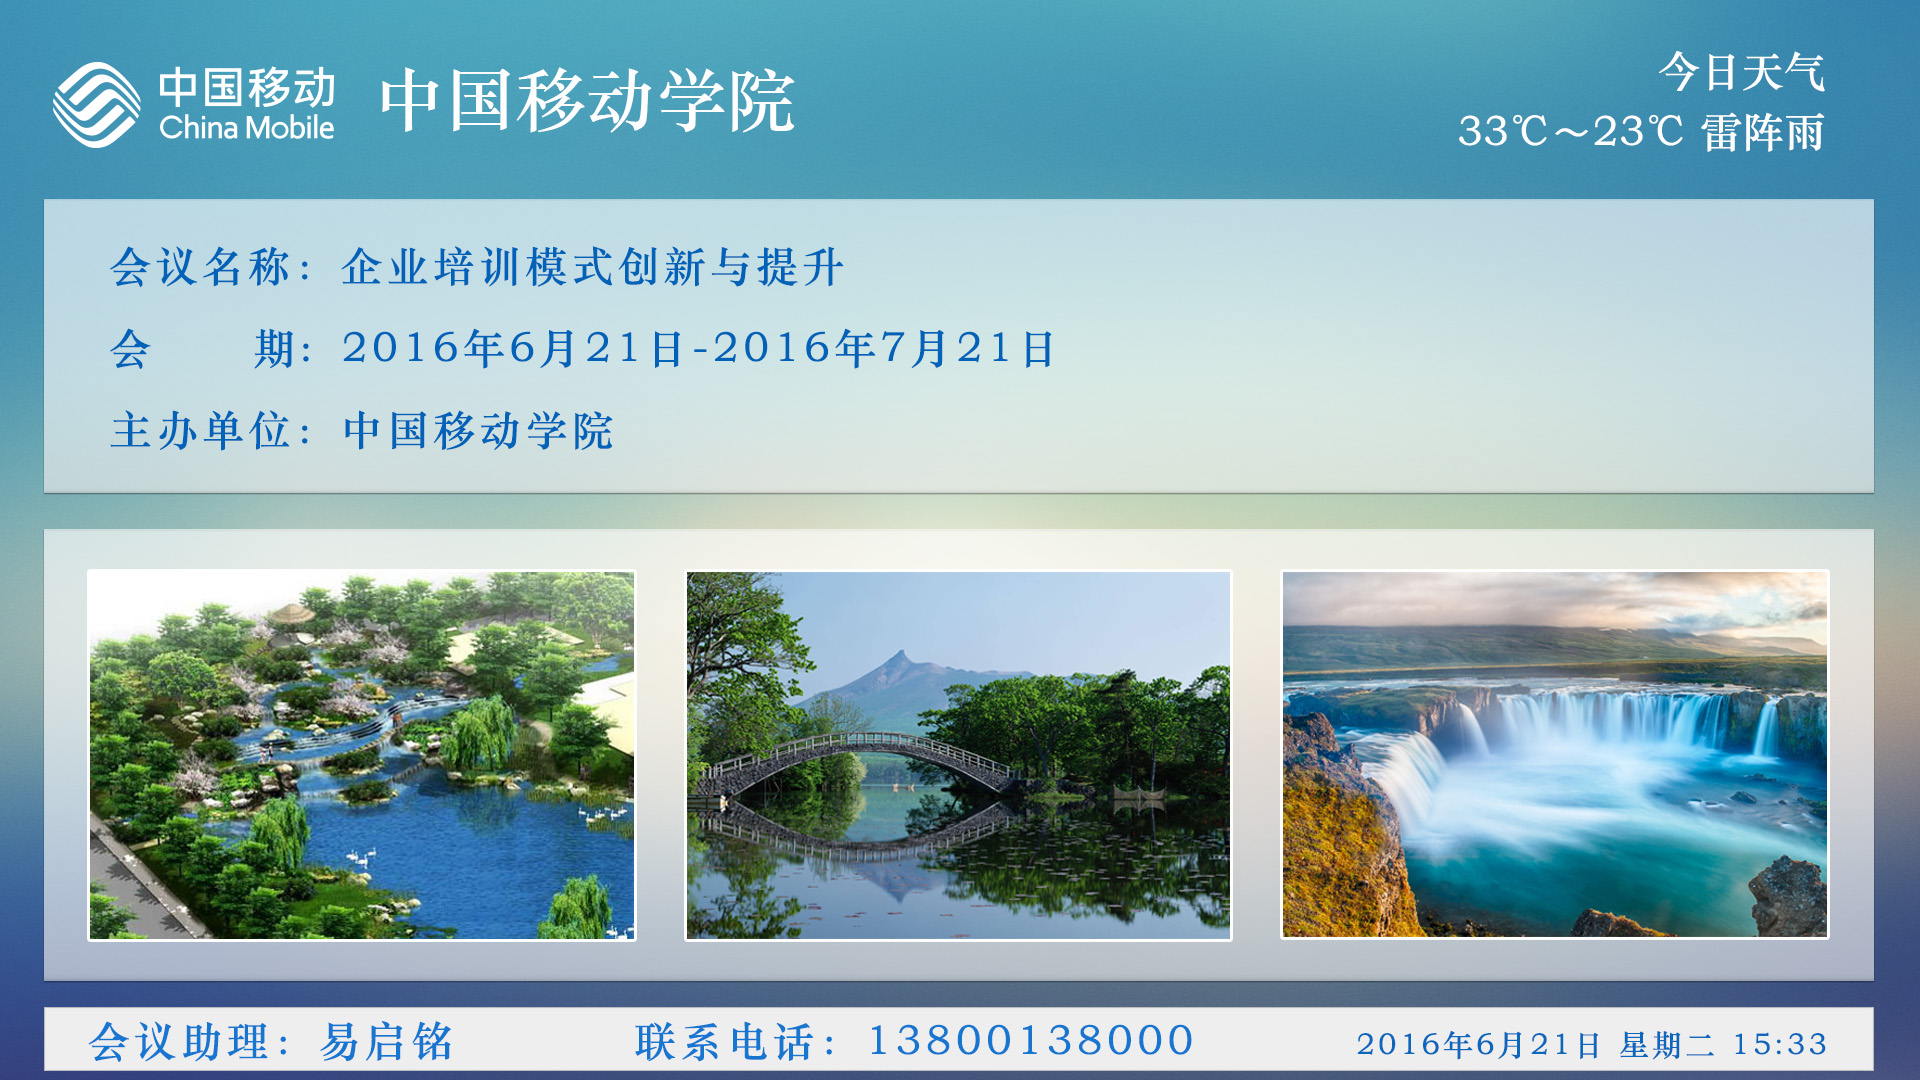 中国移动
China Mobile
中国移动学院
今日天气
33℃~23℃ 雷阵雨
会议名称：企业培训模式创新与提升
会　　期：2016年6月21日-2016年7月21日
主办单位：中国移动学院
会议助理：易启铭
联系电话：13800138000
2016年6月21日 星期二 15:33